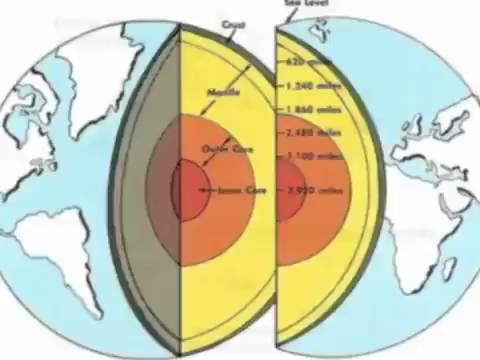 Sea Level
Crust
620 miles
1,240 miles
Mantle
1,860 miles
2,480 miles
Outer Core
3,100 miles
Inner Core
3,920 miles